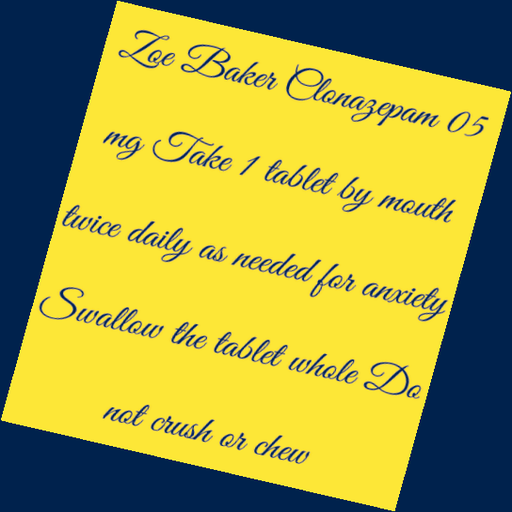 Zoe Baker Clonazepam 05
mg Take 1 tablet by mouth
twice daily as needed for anxiety
Swallow the tablet whole Do
not crush or chew